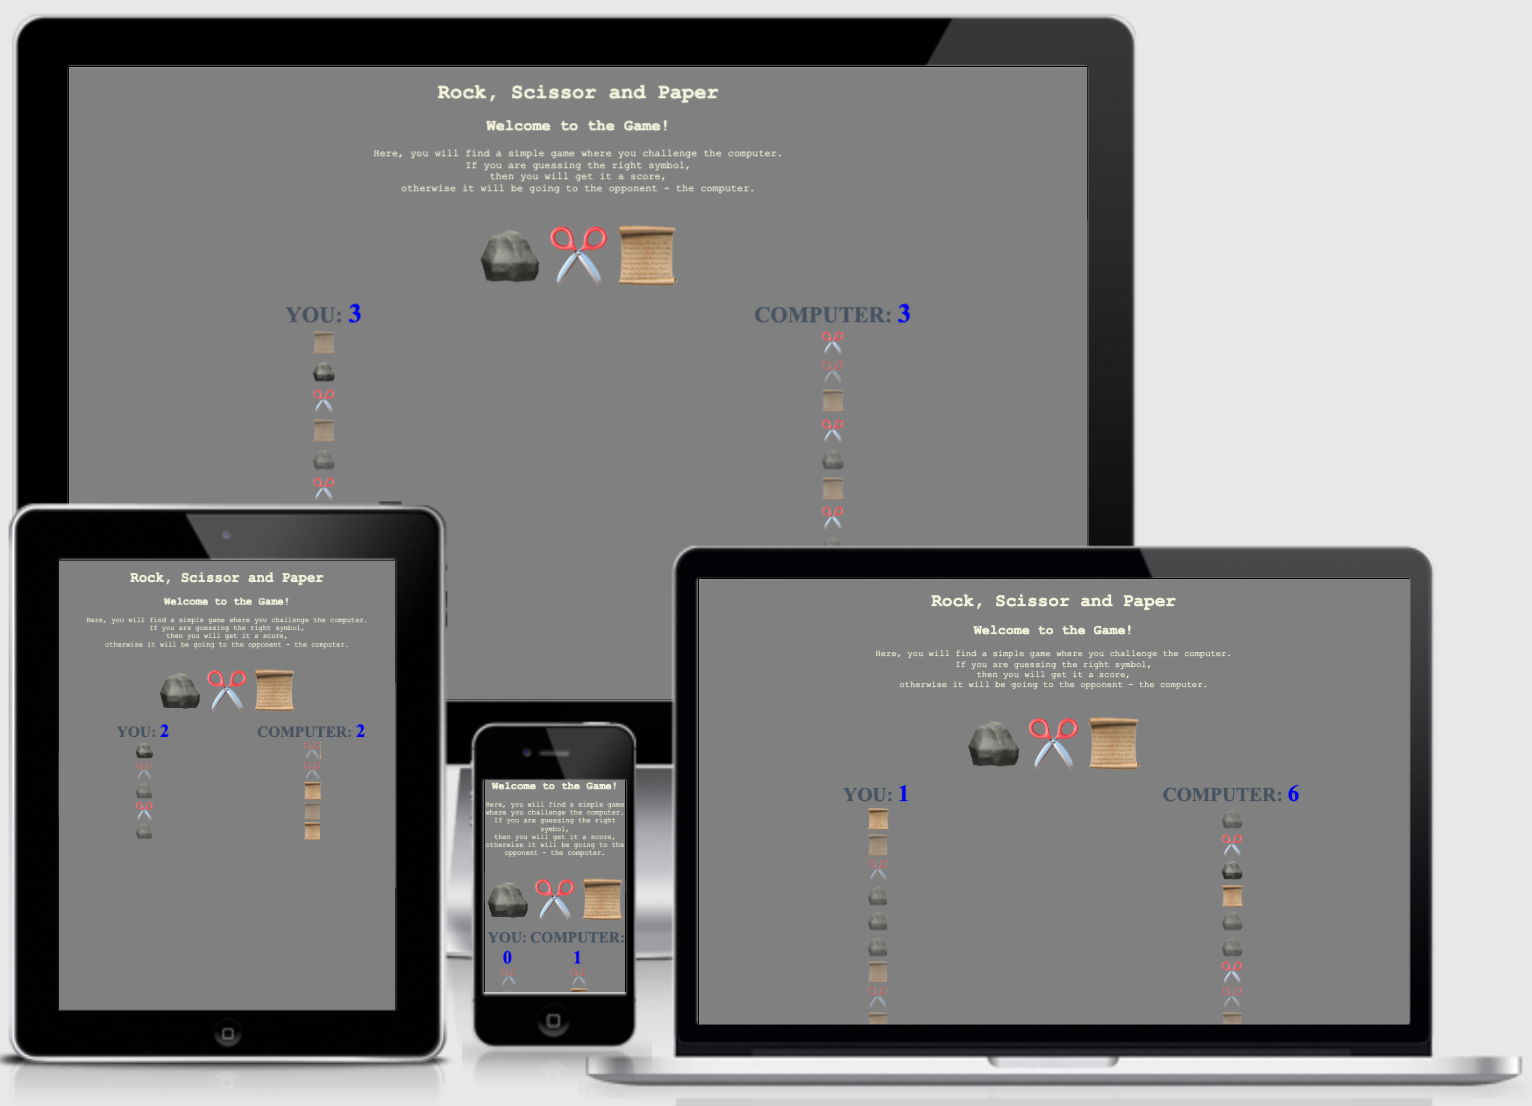 Rock, Scissor and Paper
Welcome to the Game!
Here, you will find a simple game where you challenge the computer.
If you are guessing the right symbol,
then you will get it a score,
otherwise it will be going to the opponent - the computer.
YOU: 3
COMPUTER: 3
Rock, Scissor and Paper
Welcome to the Game!
Here, you will find a simple game where you challenge the computer.
If you are guessing the right symbol,
then you will get it a score,
otherwise it will be going to the opponent - the computer.
YOU: 2
COMPUTER: 2
Welcome to the Game!
Here, you will find a simple game
where you challenge the computer.
If you are guessing the right
symbol,
then you will get it a score,
otherwise it will be going to the
opponent - the computer.
YOU: COMPUTER:
0 1
Rock, Scissor and Paper
Welcome to the Game!
Here, you will find a simple game where you challenge the computer.
If you are guessing the right symbol,
then you will get it a score,
otherwise it will be going to the opponent - the computer.
YOU: 1
COMPUTER: 6